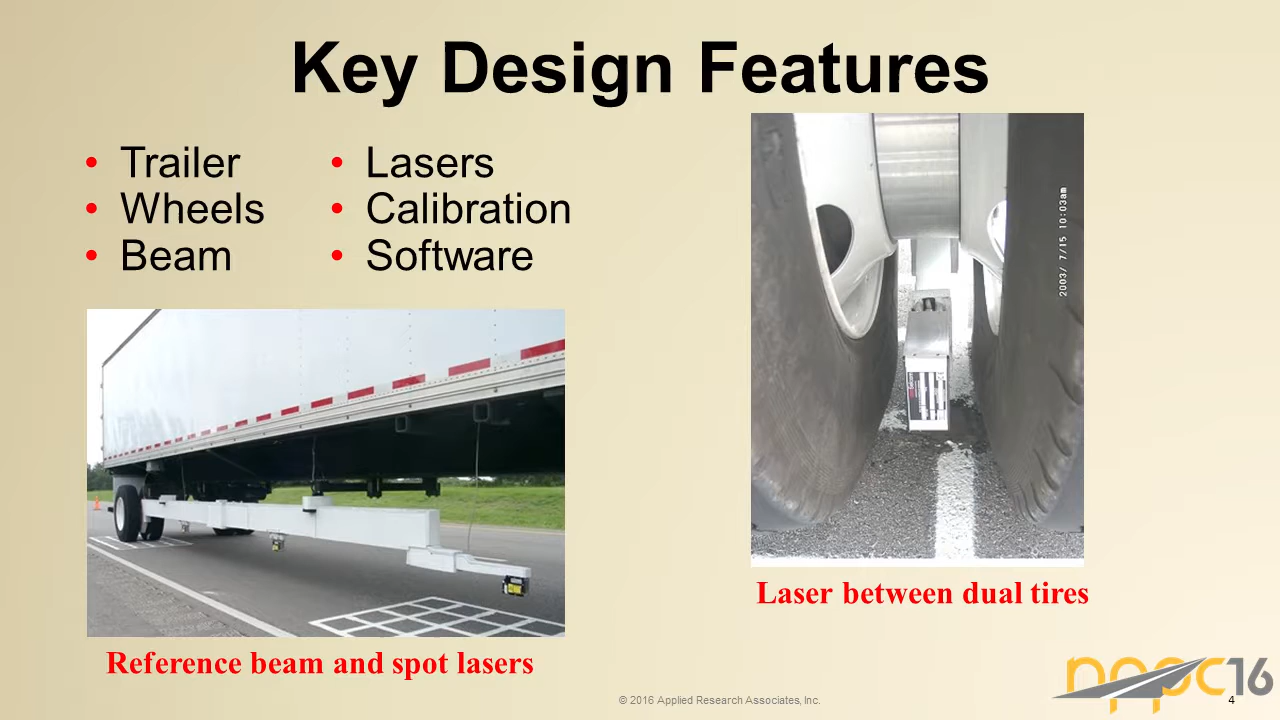 Key Design Features
• Trailer
• Wheels
• Beam
• Lasers
• Calibration
• Software
2003/ 7/15 10:03am
Reference beam and spot lasers
Laser between dual tires
© 2016 Applied Research Associates, Inc.
nppc16
4